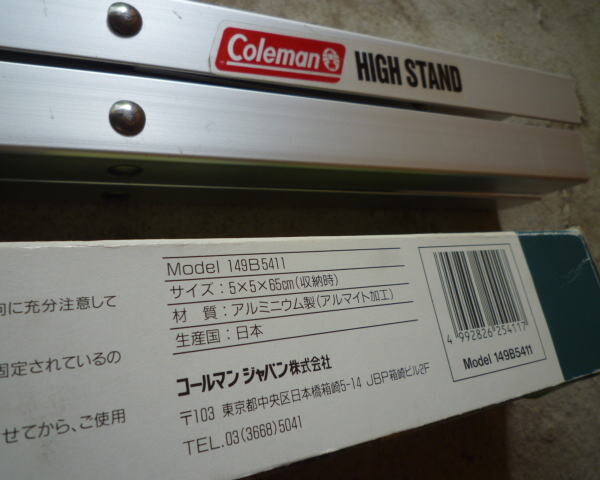 Coleman HIGH STAND
Model 149B5411
サイズ：5×5×65cm(収納時)
材　質：アルミニウム製(アルマイト加工)
生産国：日本
コールマン ジャパン株式会社
〒103 東京都中央区日本橋箱崎5-14 JBP箱崎ビル2F
TEL.03(3668)5041
に充分注意して
固定されているの
せてから、ご使用
4 992826 254117
Model 149B5411